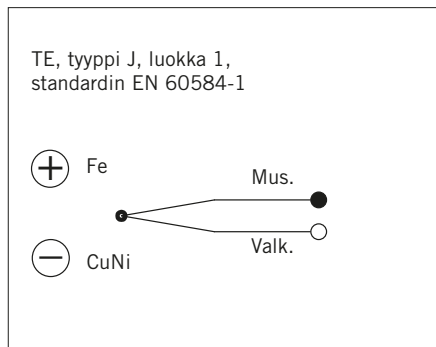 TE, tyyppi J, luokka 1,
standardin EN 60584-1
Fe
Mus.
Valk.
CuNi